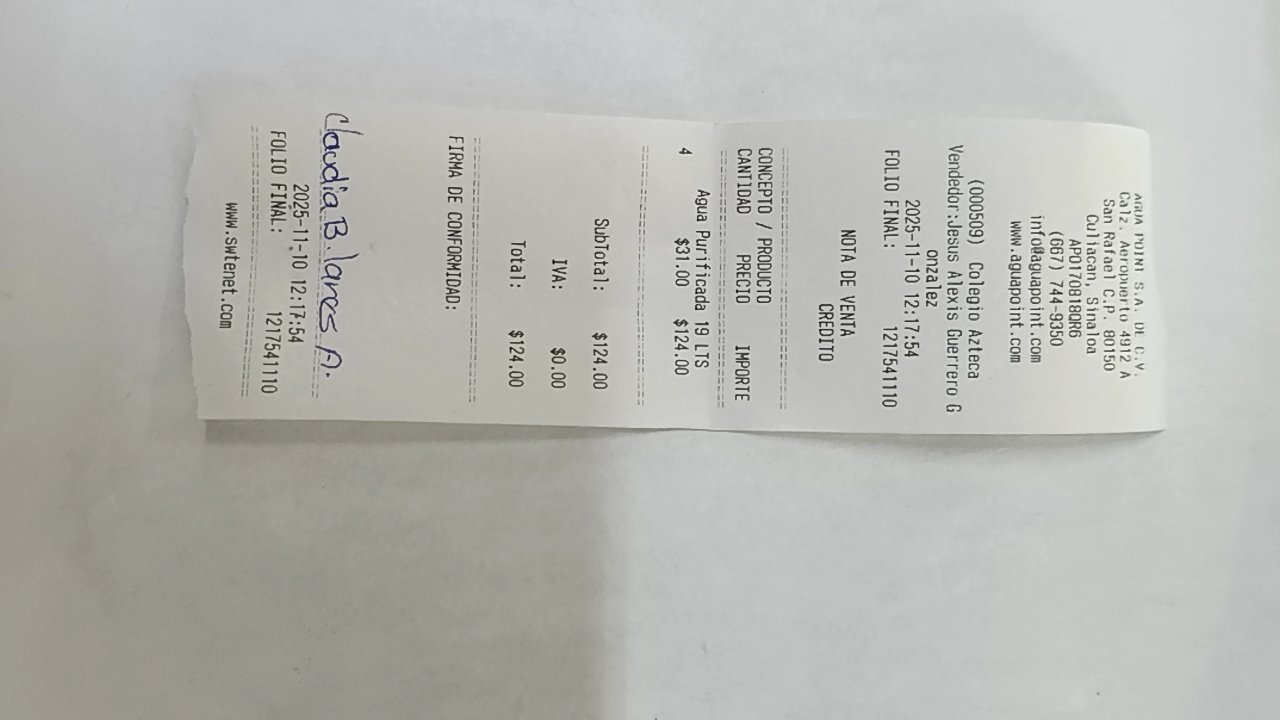 AGUA POINT S.A. DE C.V.
Calz. Aeropuerto 4912 A
San Rafael C.P. 80150
Culiacan, Sinaloa
APO170818QR6
(667) 744-9350
info@aguapoint.com
www.aguapoint.com
(000509) Colegio Azteca
Vendedor:Jesus Alexis Guerrero G
onzalez
2025-11-10 12:17:54
FOLIO FINAL: 1217541110
NOTA DE VENTA
CREDITO
CONCEPTO / PRODUCTO
CANTIDAD PRECIO IMPORTE
Agua Purificada 19 LTS
4 $31.00 $124.00
SubTotal: $124.00
IVA: $0.00
Total: $124.00
FIRMA DE CONFORMIDAD:
Claudia B. lares A.
2025-11-10 12:17:54
FOLIO FINAL: 1217541110
www.swtenet.com